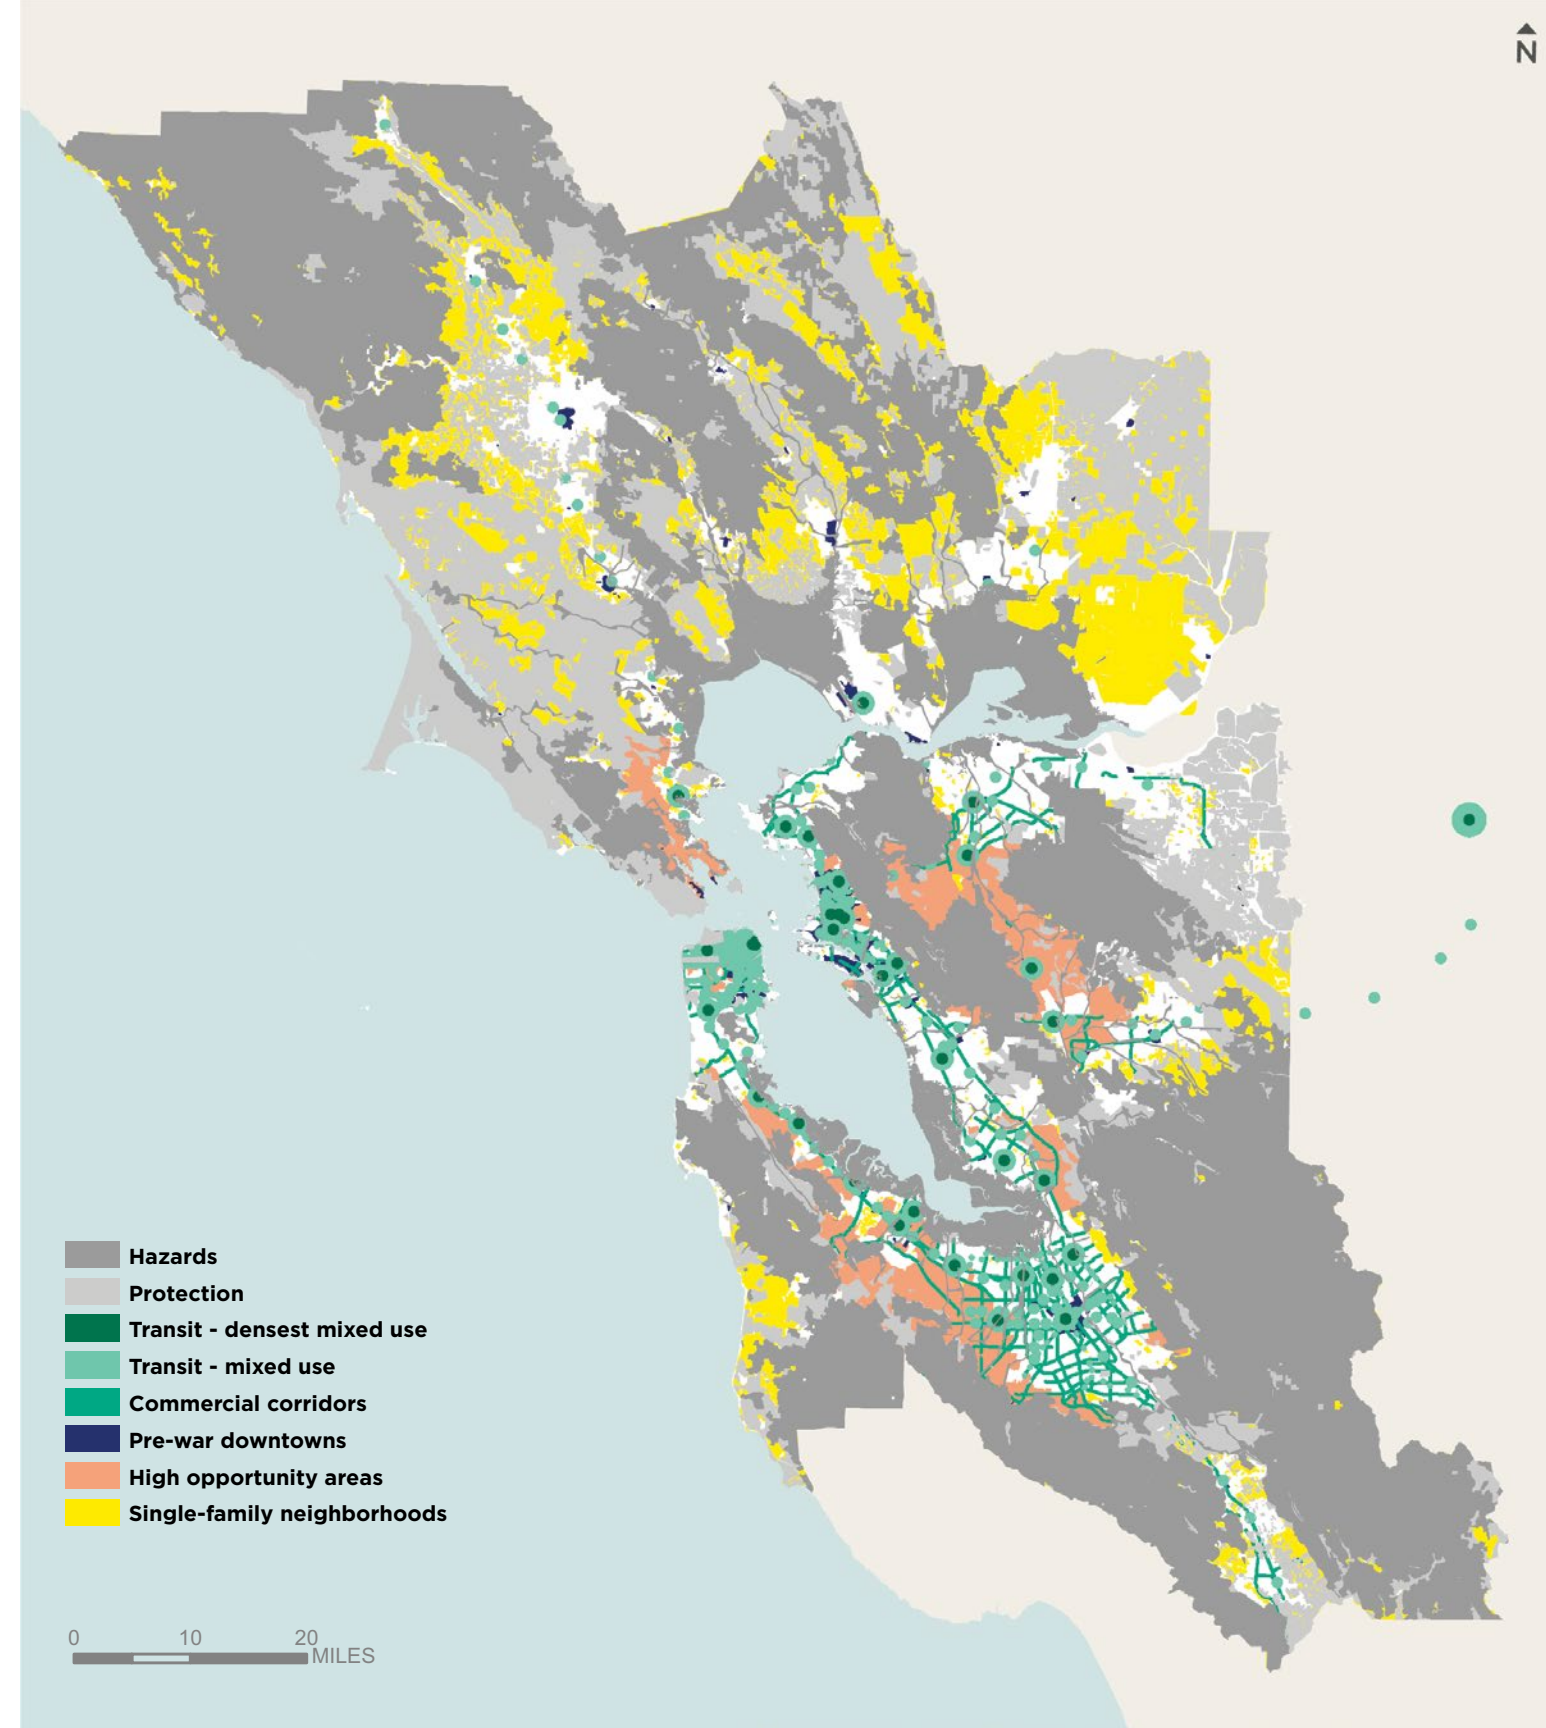 N
Hazards
Protection
Transit - densest mixed use
Transit - mixed use
Commercial corridors
Pre-war downtowns
High opportunity areas
Single-family neighborhoods
0 10 20
MILES